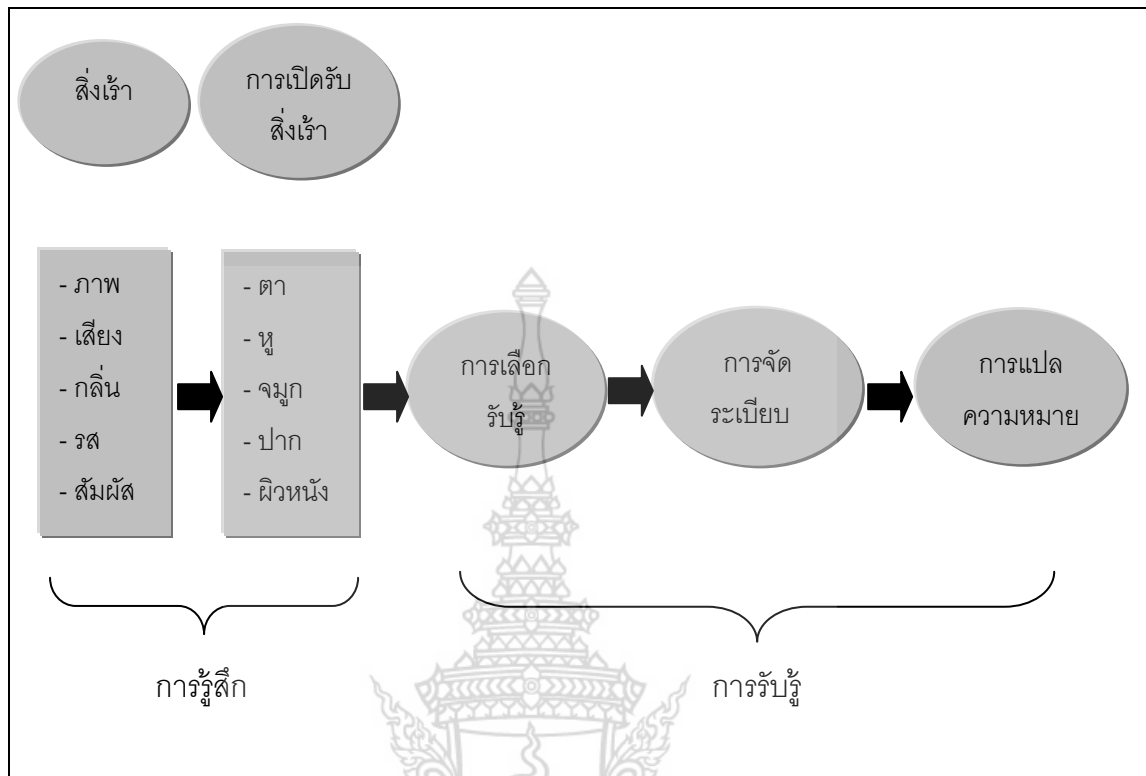 สิ่งเร้า
การเปิดรับ
สิ่งเร้า
- ภาพ
- เสียง
- กลิ่น
- รส
- สัมผัส
- ตา
- หู
- จมูก
- ปาก
- ผิวหนัง
การเลือก
รับรู้
การจัด
ระเบียบ
การแปล
ความหมาย
การรู้สึก
การรับรู้